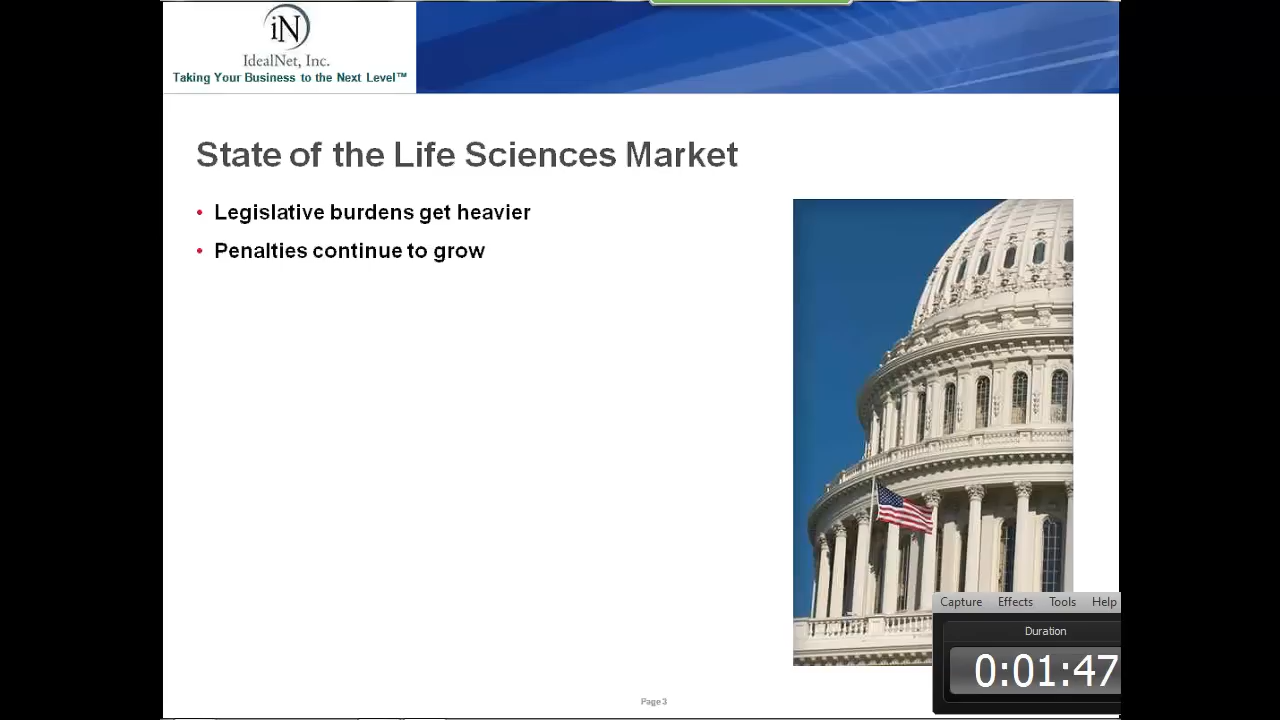 iN
IdealNet, Inc.
Taking Your Business to the Next Level™
State of the Life Sciences Market
• Legislative burdens get heavier
• Penalties continue to grow
Capture Effects Tools Help
Duration
0:01:47
Page 3